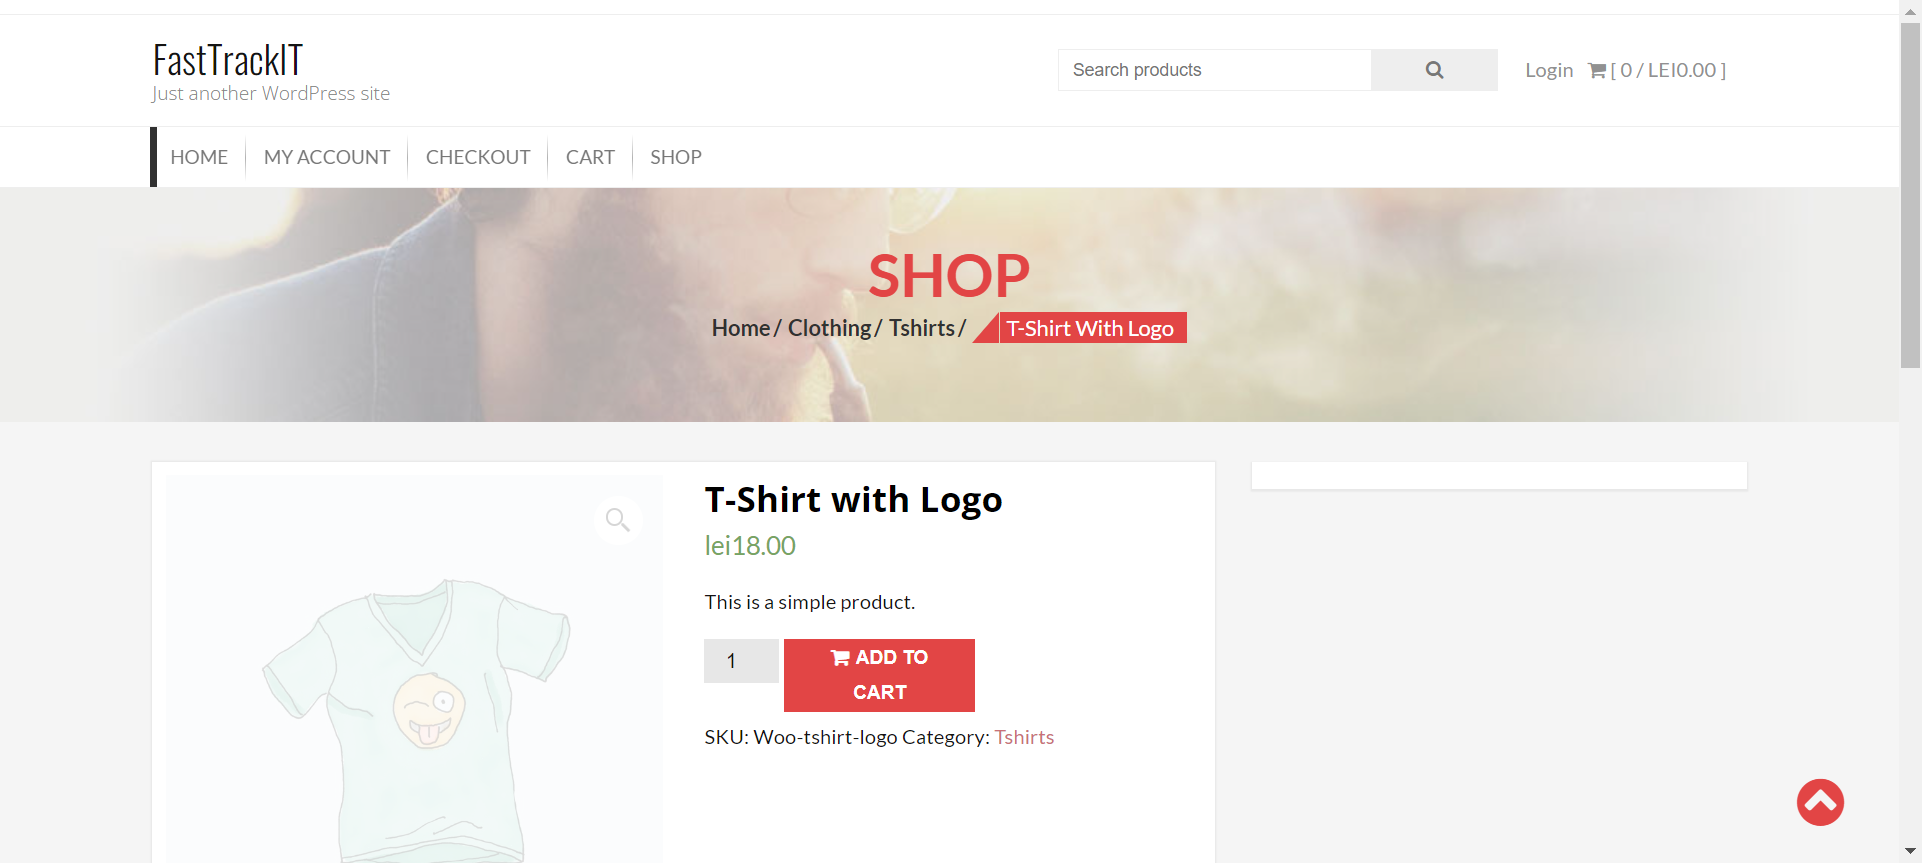 FastTrackIT
Just another WordPress site
Search products
Login [ 0 / LEI0.00 ]
HOME MY ACCOUNT CHECKOUT CART SHOP
SHOP
Home / Clothing / Tshirts / T-Shirt With Logo
T-Shirt with Logo
lei18.00
This is a simple product.
1 ADD TO
CART
SKU: Woo-tshirt-logo Category: Tshirts